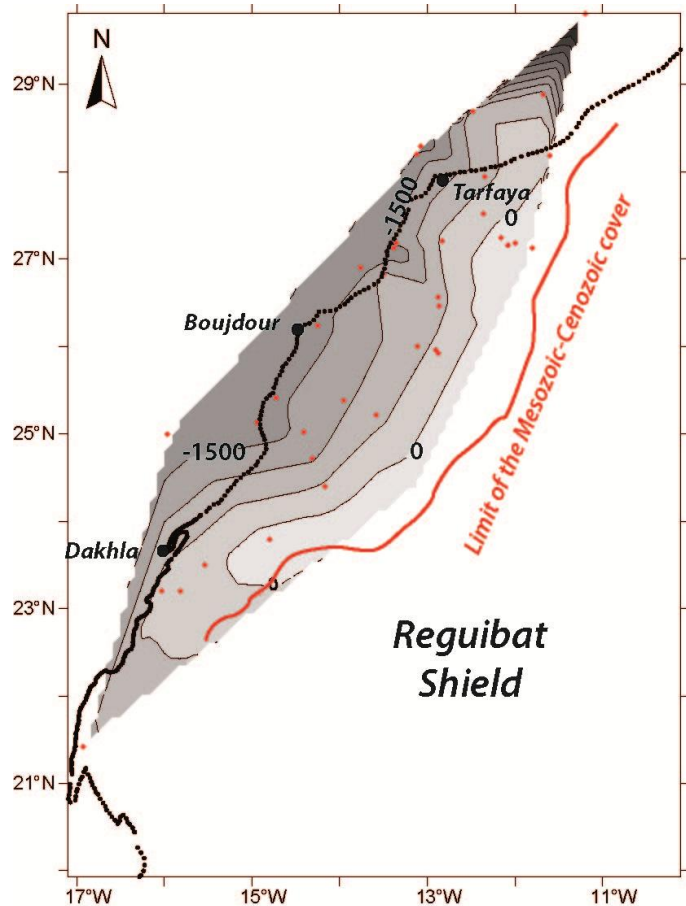 N
29°N
27°N
25°N
23°N
21°N
17°W
15°W
13°W
11°W
-1500
Tarfaya
0
Boujdour
-1500
0
Dakhla
0
Limit of the Mesozoic-Cenozoic cover
Reguibat
Shield